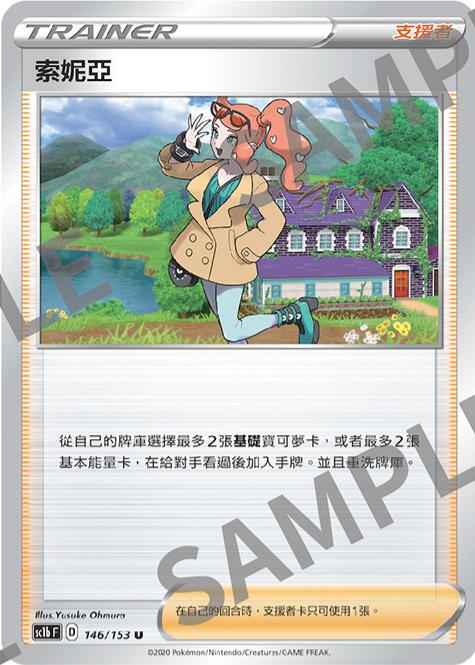 TRAINER 支援者
索妮亞
從自己的牌庫選擇最多2張基礎寶可夢卡，或者最多2張
基本能量卡，在給對手看過後加入手牌。並且重洗牌庫。
SAMPLE
Illus.Yusuke Ohmura
在自己的回合時，支援者卡只可使用1張。
sc1b F D 146/153 U
©2020 Pokémon/Nintendo/Creatures/GAME FREAK.